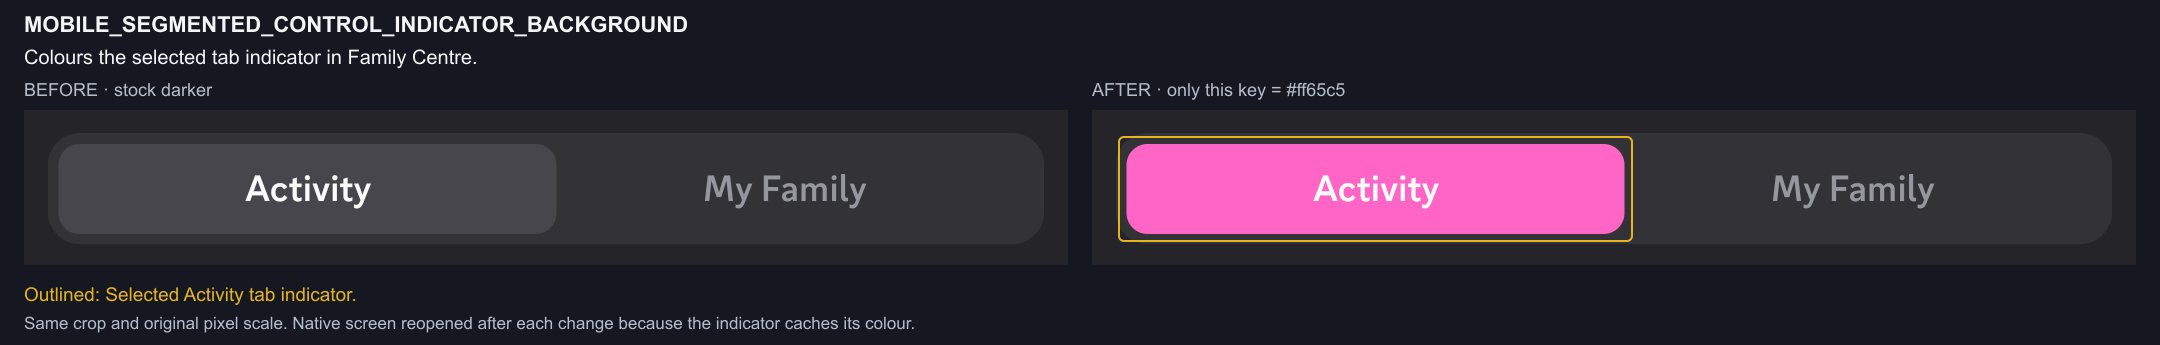 MOBILE_SEGMENTED_CONTROL_INDICATOR_BACKGROUND
Colours the selected tab indicator in Family Centre.
BEFORE · stock darker
AFTER · only this key = #ff65c5
Activity
My Family
Activity
My Family
Outlined: Selected Activity tab indicator.
Same crop and original pixel scale. Native screen reopened after each change because the indicator caches its colour.